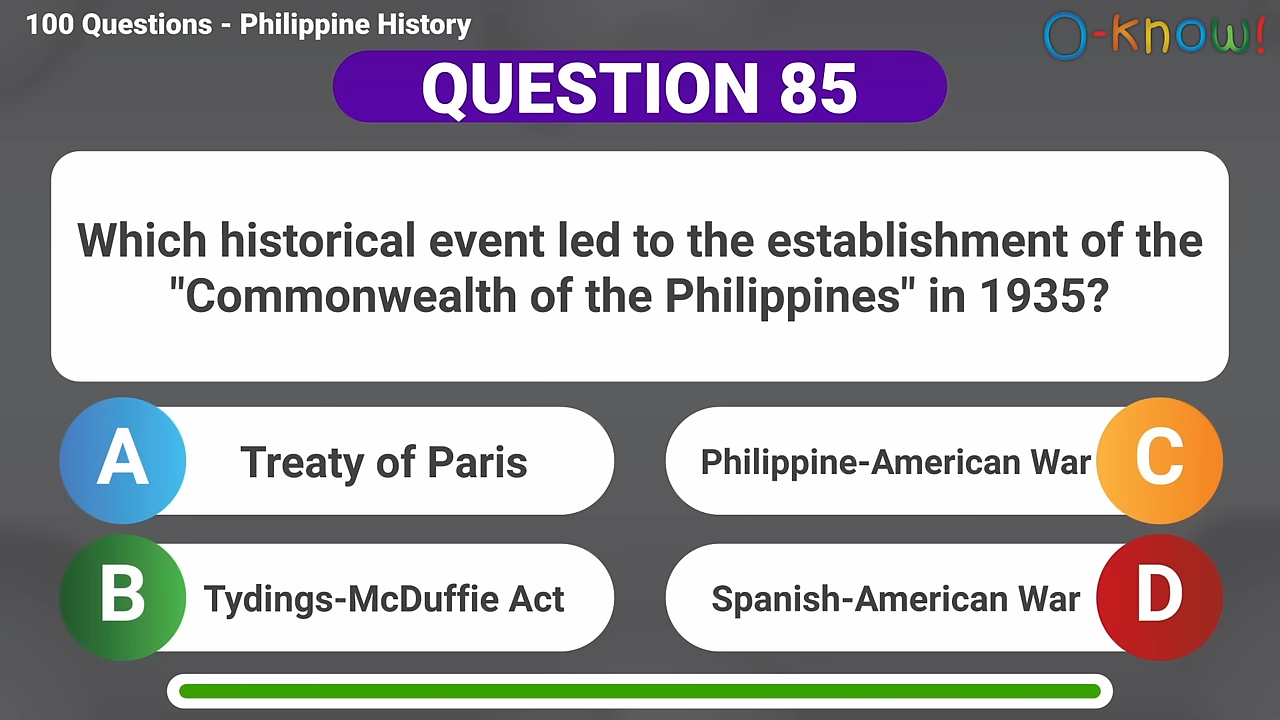 100 Questions - Philippine History
O-know!
QUESTION 85
Which historical event led to the establishment of the
"Commonwealth of the Philippines" in 1935?
A Treaty of Paris
B Tydings-McDuffie Act
Philippine-American War C
Spanish-American War D